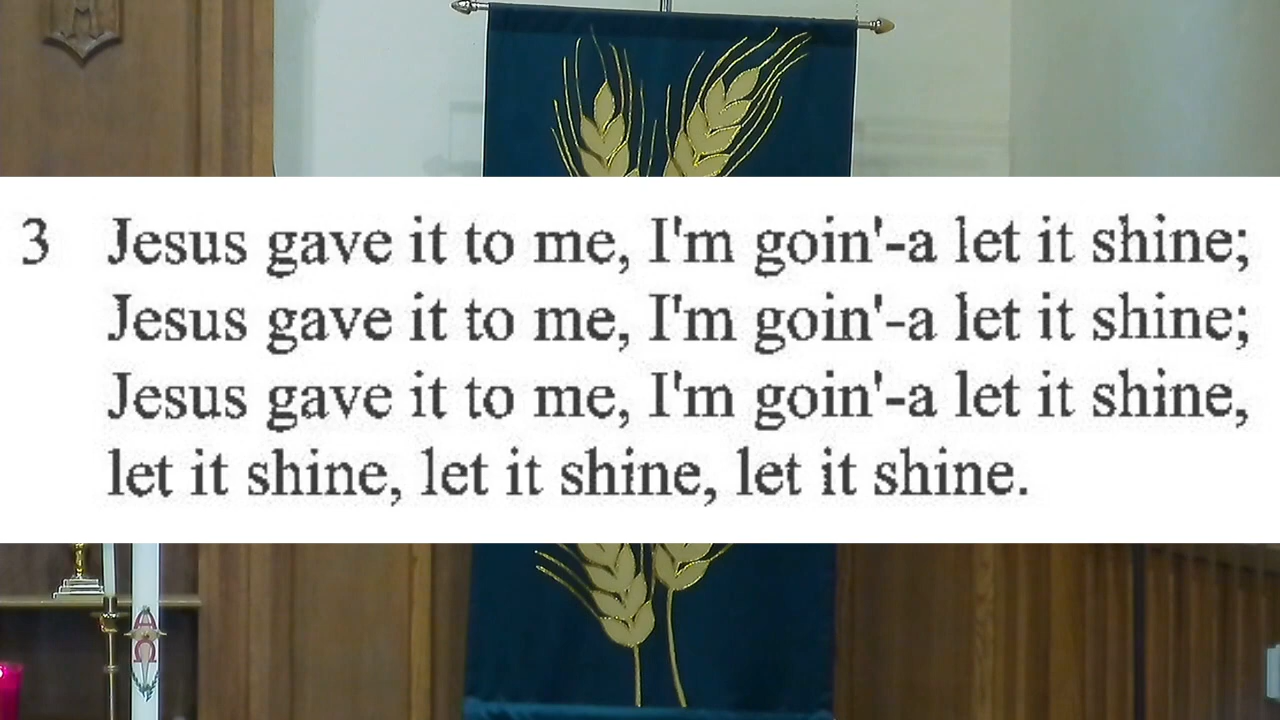 3 Jesus gave it to me, I'm goin'-a let it shine;
Jesus gave it to me, I'm goin'-a let it shine;
Jesus gave it to me, I'm goin'-a let it shine,
let it shine, let it shine, let it shine.